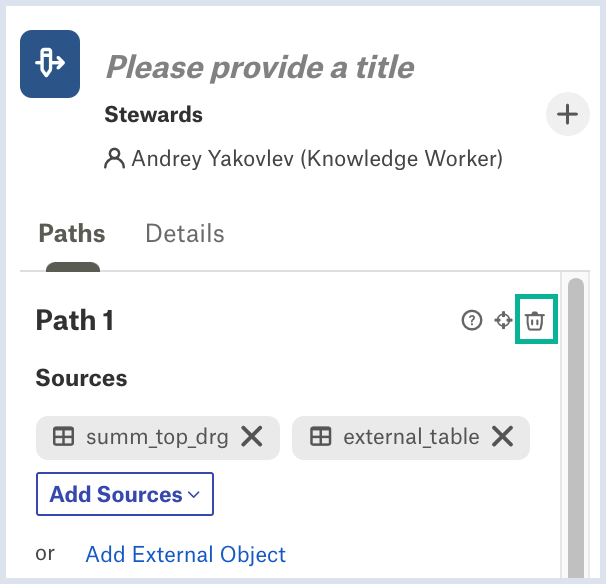 Please provide a title
Stewards
Andrey Yakovlev (Knowledge Worker)
Paths Details
Path 1
Sources
summ_top_drg external_table
Add Sources
or Add External Object